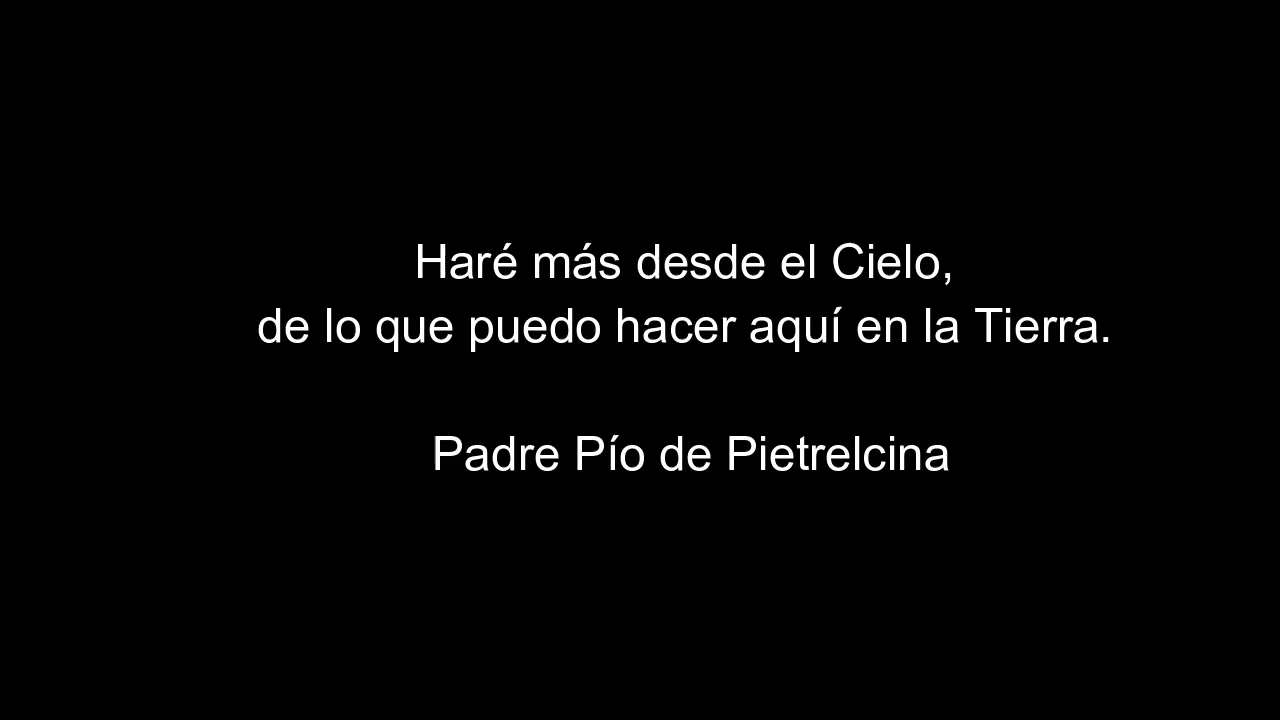 Haré más desde el Cielo,
de lo que puedo hacer aquí en la Tierra.
Padre Pío de Pietrelcina